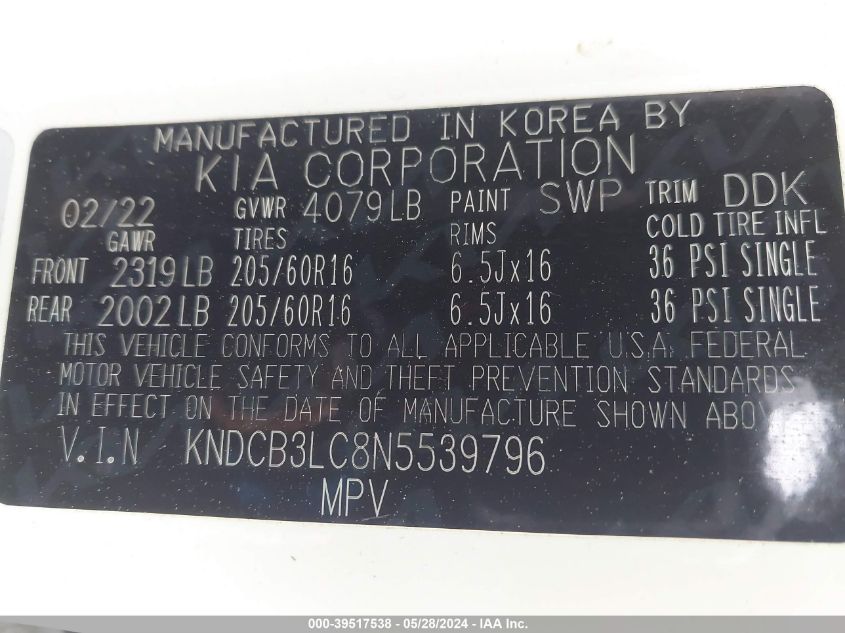 MANUFACTURED IN KOREA BY
KIA CORPORATION
02/22 GVWR 4079LB PAINT SWP TRIM DDK
GAWR TIRES RIMS COLD TIRE INFL
FRONT 2319LB 205/60R16 6.5Jx16 36 PSI SINGLE
REAR 2002LB 205/60R16 6.5Jx16 36 PSI SINGLE
THIS VEHICLE CONFORMS TO ALL APPLICABLE U.S.A. FEDERAL
MOTOR VEHICLE SAFETY AND THEFT PREVENTION STANDARDS
IN EFFECT ON THE DATE OF MANUFACTURE SHOWN ABOVE
V.I.N KNDCB3LC8N5539796
MPV
000-39517538 - 05/28/2024 - IAA Inc.